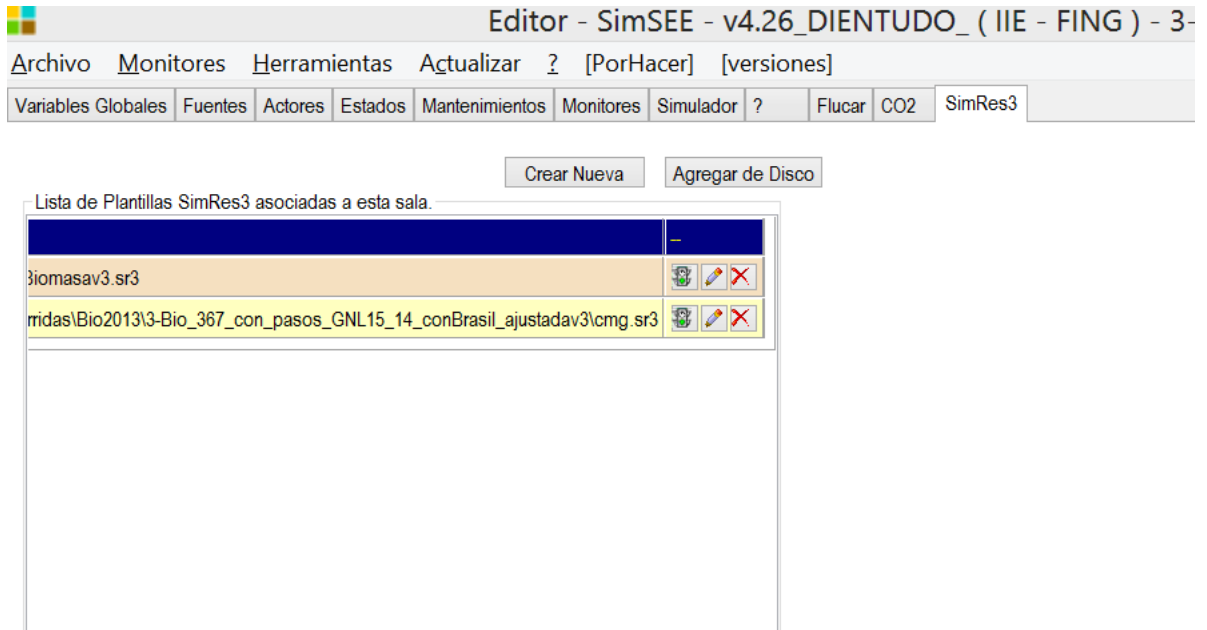 Editor - SimSEE - v4.26_DIENTUDO_ ( IIE - FING ) - 3-
Archivo Monitores Herramientas Actualizar ? [PorHacer] [versiones]
Variables Globales Fuentes Actores Estados Mantenimientos Monitores Simulador ? Flucar CO2 SimRes3
Crear Nueva Agregar de Disco
Lista de Plantillas SimRes3 asociadas a esta sala.
--
Biomasav3.sr3
rridas\Bio2013\3-Bio_367_con_pasos_GNL15_14_conBrasil_ajustadav3\cmg.sr3